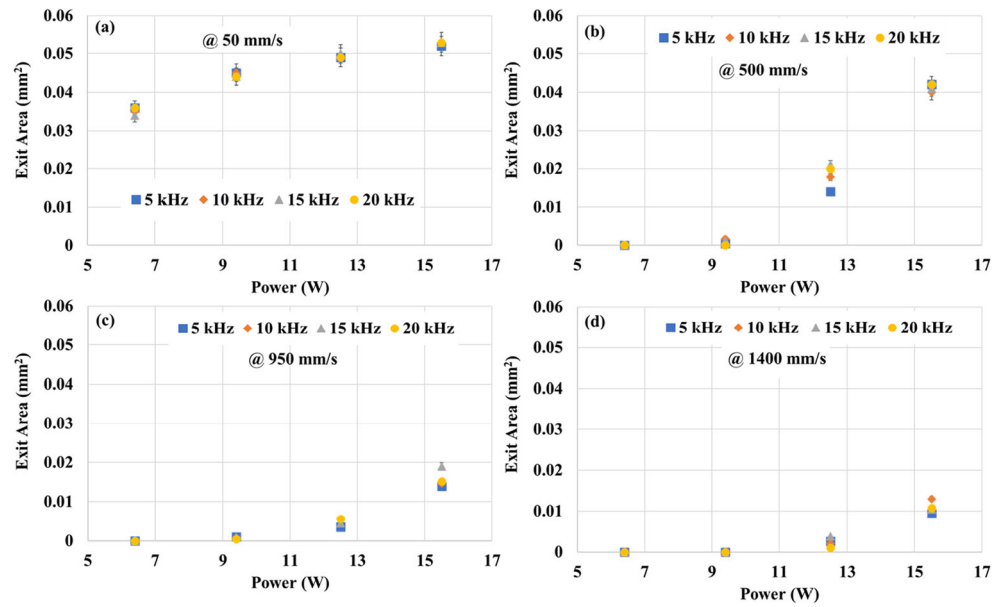 (a)
@ 50 mm/s
5 kHz 10 kHz 15 kHz 20 kHz
Exit Area (mm²)
0.06
0.05
0.04
0.03
0.02
0.01
0
5 7 9 11 13 15 17
Power (W)
(b)
5 kHz 10 kHz 15 kHz 20 kHz
@ 500 mm/s
Exit Area (mm²)
0.06
0.05
0.04
0.03
0.02
0.01
0
5 7 9 11 13 15 17
Power (W)
(c)
5 kHz 10 kHz 15 kHz 20 kHz
@ 950 mm/s
Exit Area (mm²)
0.06
0.05
0.04
0.03
0.02
0.01
0
5 7 9 11 13 15 17
Power (W)
(d)
5 kHz 10 kHz 15 kHz 20 kHz
@ 1400 mm/s
Exit Area (mm²)
0.06
0.05
0.04
0.03
0.02
0.01
0
5 7 9 11 13 15 17
Power (W)